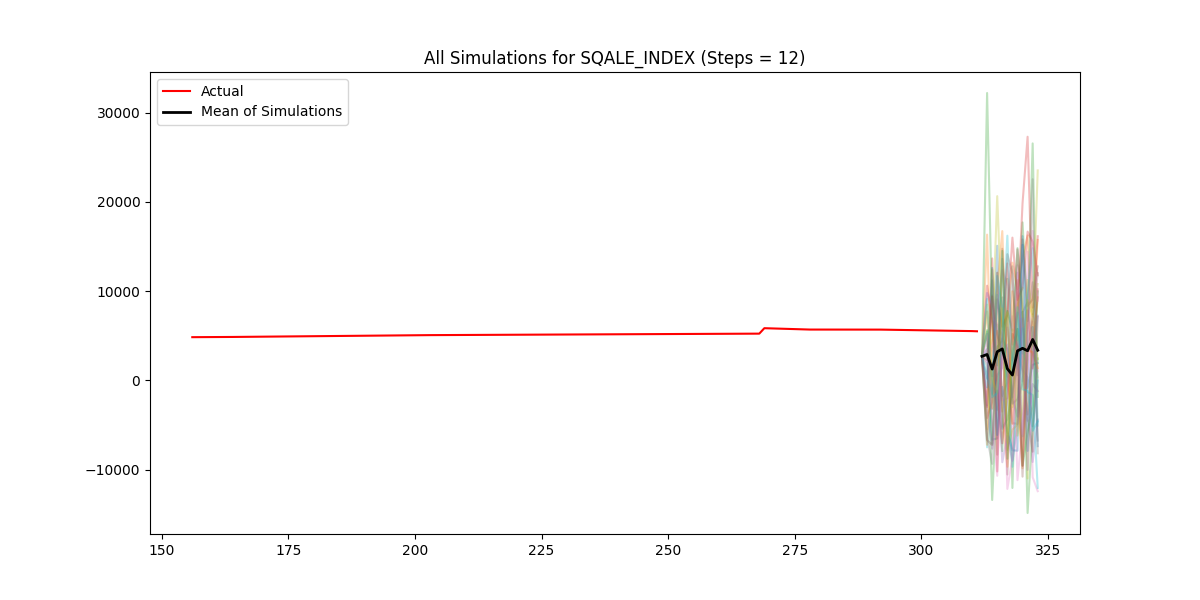 All Simulations for SQALE_INDEX (Steps = 12)
Actual
Mean of Simulations
30000
20000
10000
0
−10000
150 175 200 225 250 275 300 325